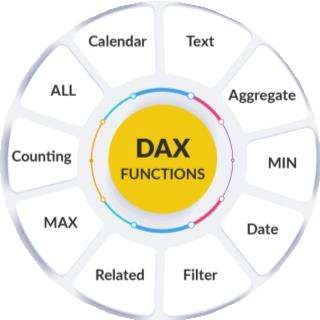 Calendar
Text
ALL
Aggregate
DAX
FUNCTIONS
Counting
MIN
MAX
Date
Related
Filter